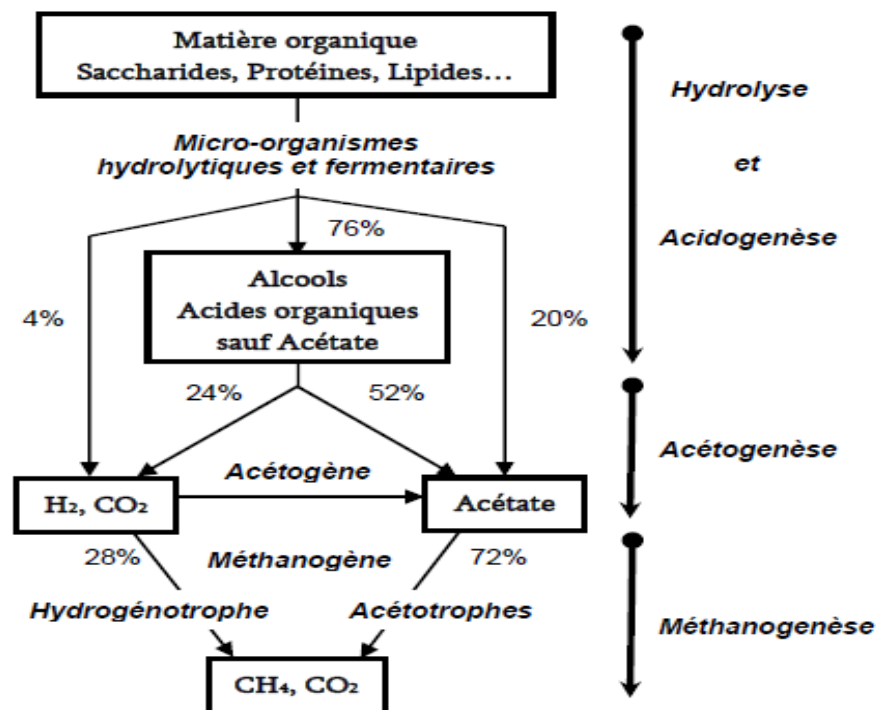 Matière organique
Saccharides, Protéines, Lipides...
Hydrolyse
Micro-organismes
hydrolytiques et fermentaires
et
76%
Acidogenèse
Alcools
Acides organiques
sauf Acétate
4%
20%
24%
52%
Acétogenèse
Acétogène
H₂, CO₂
Acétate
28%
Méthanogène
72%
Hydrogénotrophe
Acétotrophes
Méthanogenèse
CH₄, CO₂